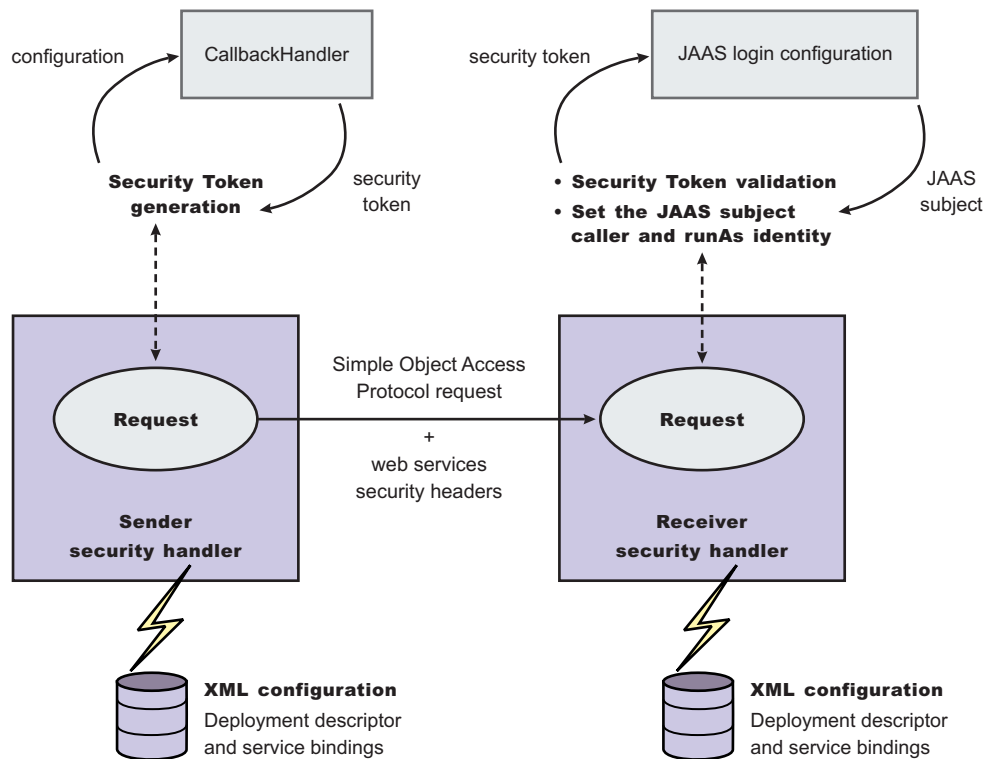 configuration
CallbackHandler
Security Token
generation
security
token
security token
JAAS login configuration
• Security Token validation
• Set the JAAS subject
caller and runAs identity
JAAS
subject
Request
Sender
security handler
Simple Object Access
Protocol request
+
web services
security headers
Request
Receiver
security handler
XML configuration
Deployment descriptor
and service bindings
XML configuration
Deployment descriptor
and service bindings